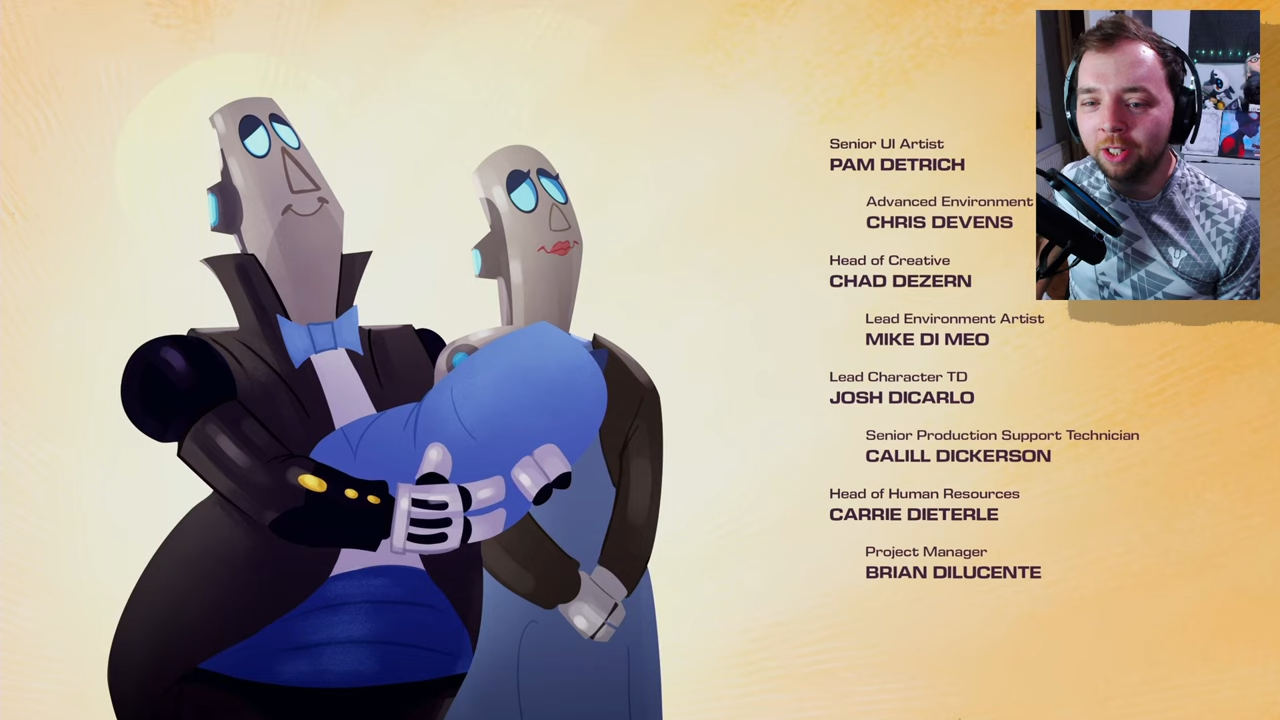 Senior UI Artist
PAM DETRICH
Advanced Environment
CHRIS DEVENS
Head of Creative
CHAD DEZERN
Lead Environment Artist
MIKE DI MEO
Lead Character TD
JOSH DICARLO
Senior Production Support Technician
CALILL DICKERSON
Head of Human Resources
CARRIE DIETERLE
Project Manager
BRIAN DILUCENTE